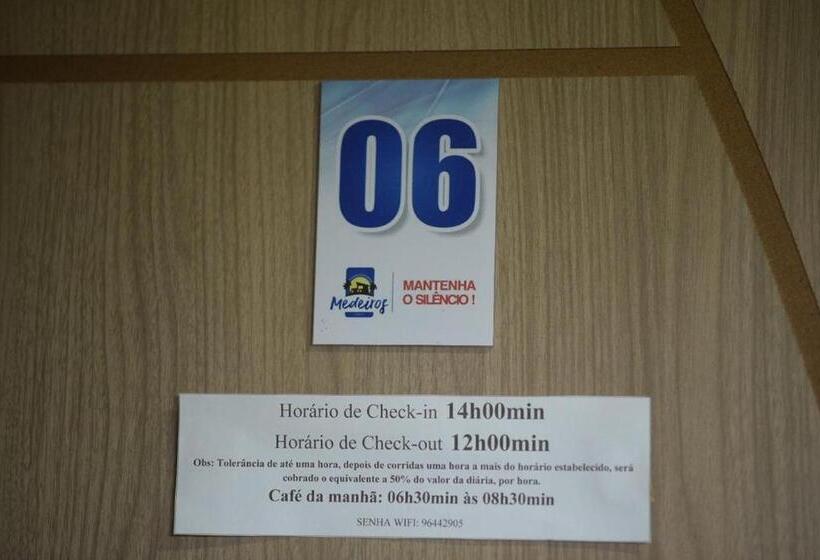 06
Medeiros
MANTENHA
O SILÊNCIO !
Horário de Check-in 14h00min
Horário de Check-out 12h00min
Obs: Tolerância de até uma hora, depois de corridas uma hora a mais do horário estabelecido, será
cobrado o equivalente a 50% do valor da diária, por hora.
Café da manhã: 06h30min às 08h30min
SENHA WIFI: 96442905